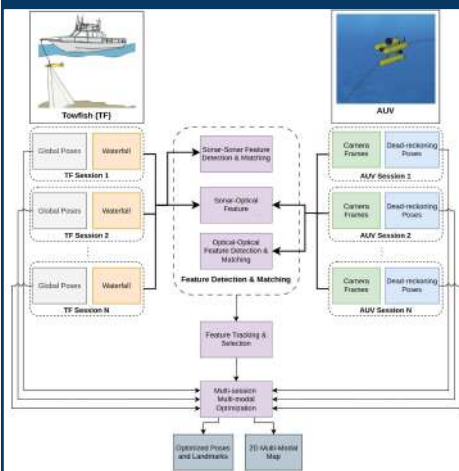 Towfish (TF)
AUV
Global Poses
Waterfall
TF Session 1
Global Poses
Waterfall
TF Session 2
Global Poses
Waterfall
TF Session N
Sonar-Sonar Feature
Detection & Matching
Sonar-Optical
Feature
Optical-Optical
Feature Detection &
Matching
Feature Detection & Matching
Camera
Frames
Dead-reckoning
Poses
AUV Session 1
Camera
Frames
Dead-reckoning
Poses
AUV Session 2
Camera
Frames
Dead-reckoning
Poses
AUV Session N
Feature Tracking &
Selection
Multi-session
Multi-modal
Optimization
Optimized Poses
and Landmarks
2D Multi-Modal
Map